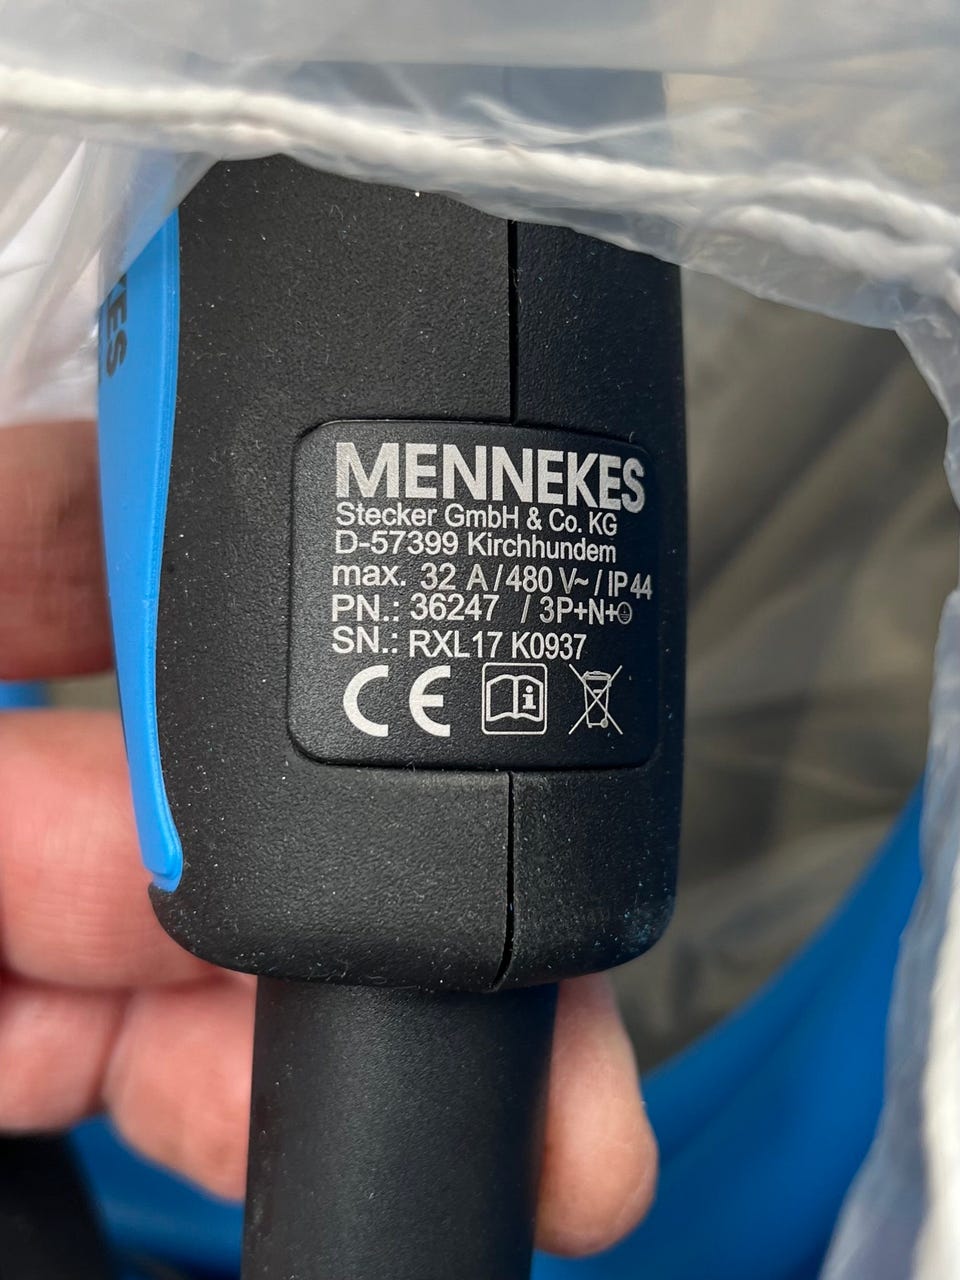 KES
MENNEKES
Stecker GmbH & Co. KG
D-57399 Kirchhundem
max. 32 A / 480 V~ / IP 44
PN.: 36247 / 3P+N+⏚
SN.: RXL17 K0937
CE i